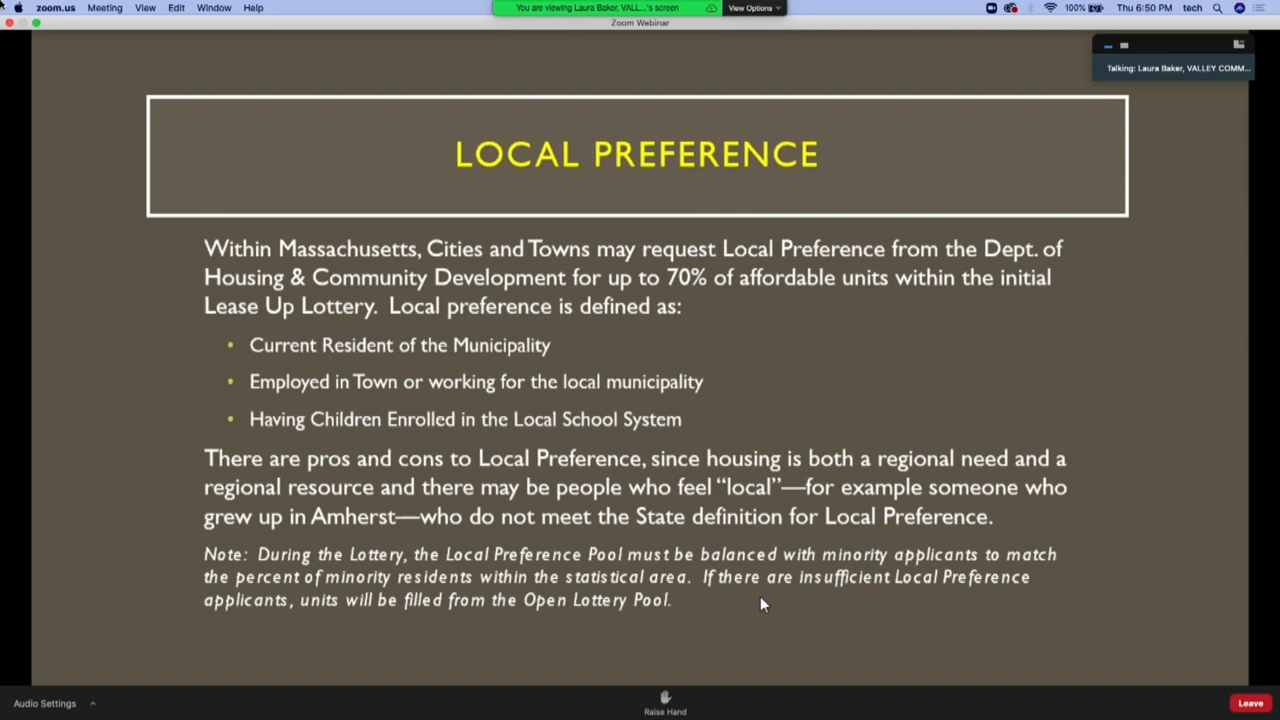 zoom.us Meeting View Edit Window Help
You are viewing Laura Baker, VALL...'s screen View Options
100% Thu 6:50 PM tech
Zoom Webinar
Talking: Laura Baker, VALLEY COMM...
LOCAL PREFERENCE
Within Massachusetts, Cities and Towns may request Local Preference from the Dept. of
Housing & Community Development for up to 70% of affordable units within the initial
Lease Up Lottery. Local preference is defined as:
• Current Resident of the Municipality
• Employed in Town or working for the local municipality
• Having Children Enrolled in the Local School System
There are pros and cons to Local Preference, since housing is both a regional need and a
regional resource and there may be people who feel “local”—for example someone who
grew up in Amherst—who do not meet the State definition for Local Preference.
Note: During the Lottery, the Local Preference Pool must be balanced with minority applicants to match
the percent of minority residents within the statistical area. If there are insufficient Local Preference
applicants, units will be filled from the Open Lottery Pool.
Audio Settings
Raise Hand
Leave